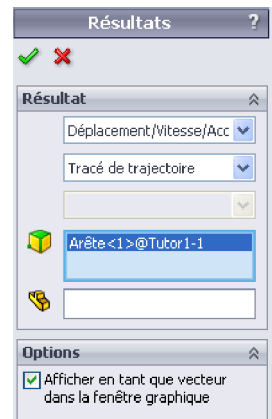 Résultats ?
Résultat
Déplacement/Vitesse/Acc
Tracé de trajectoire
Arête<1>@Tutor1-1
Options
Afficher en tant que vecteur
dans la fenêtre graphique